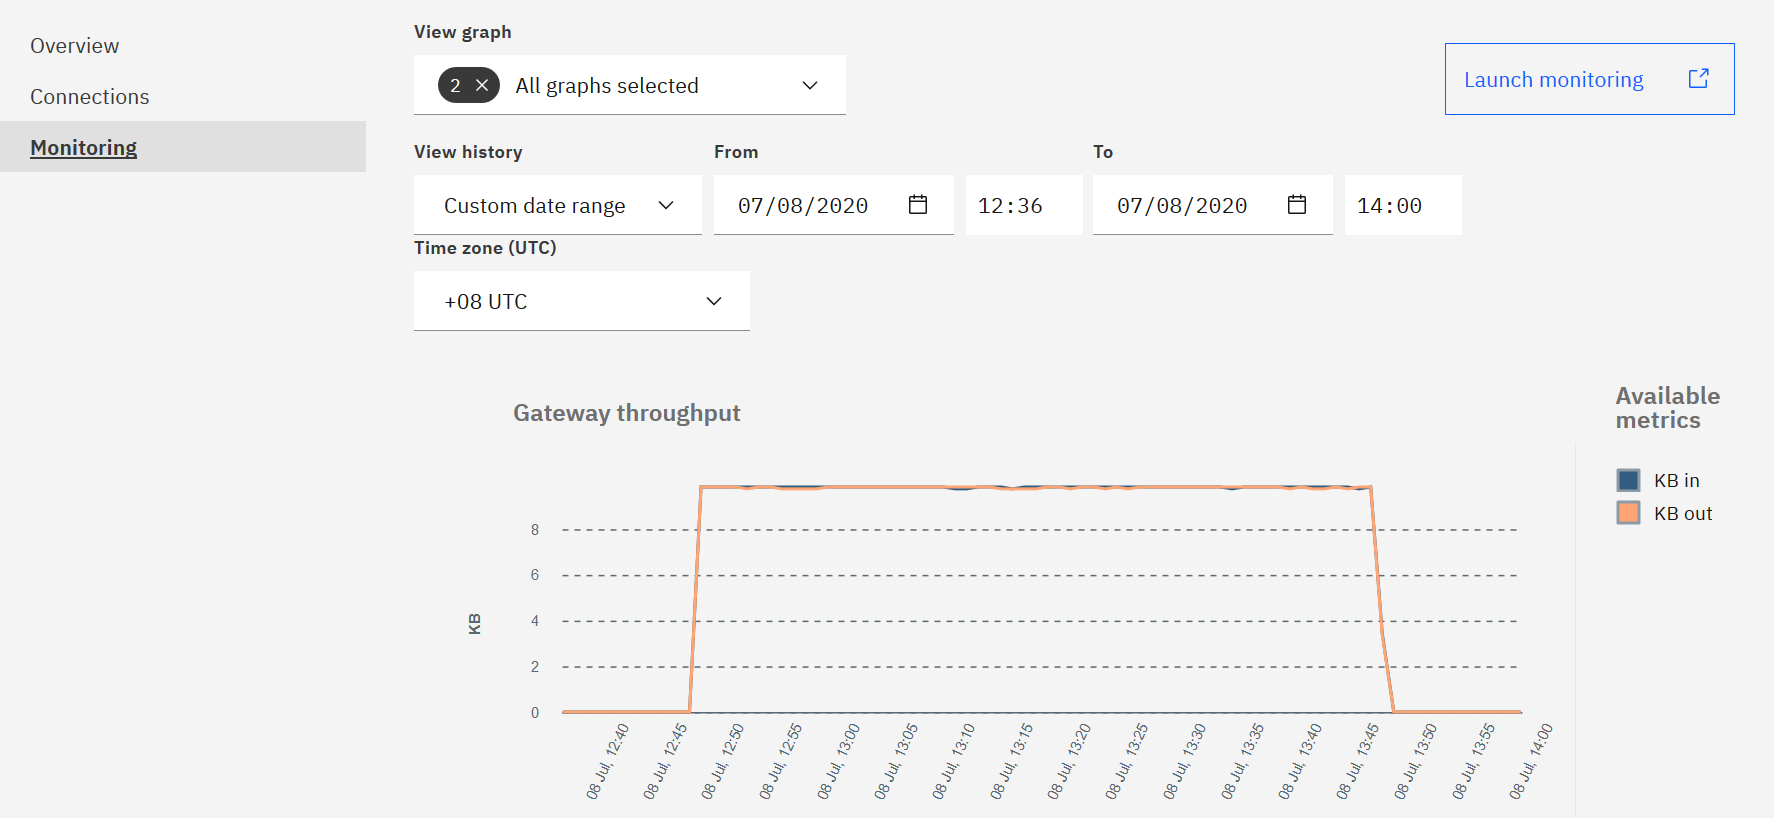 Overview
Connections
Monitoring
View graph
2 All graphs selected
Launch monitoring
View history
From
To
Custom date range
07/08/2020
12:36
07/08/2020
14:00
Time zone (UTC)
+08 UTC
Gateway throughput
Available
metrics
KB in
KB out
KB
8
6
4
2
0
08 Jul, 12:40
08 Jul, 12:45
08 Jul, 12:50
08 Jul, 12:55
08 Jul, 13:00
08 Jul, 13:05
08 Jul, 13:10
08 Jul, 13:15
08 Jul, 13:20
08 Jul, 13:25
08 Jul, 13:30
08 Jul, 13:35
08 Jul, 13:40
08 Jul, 13:45
08 Jul, 13:50
08 Jul, 13:55
08 Jul, 14:00